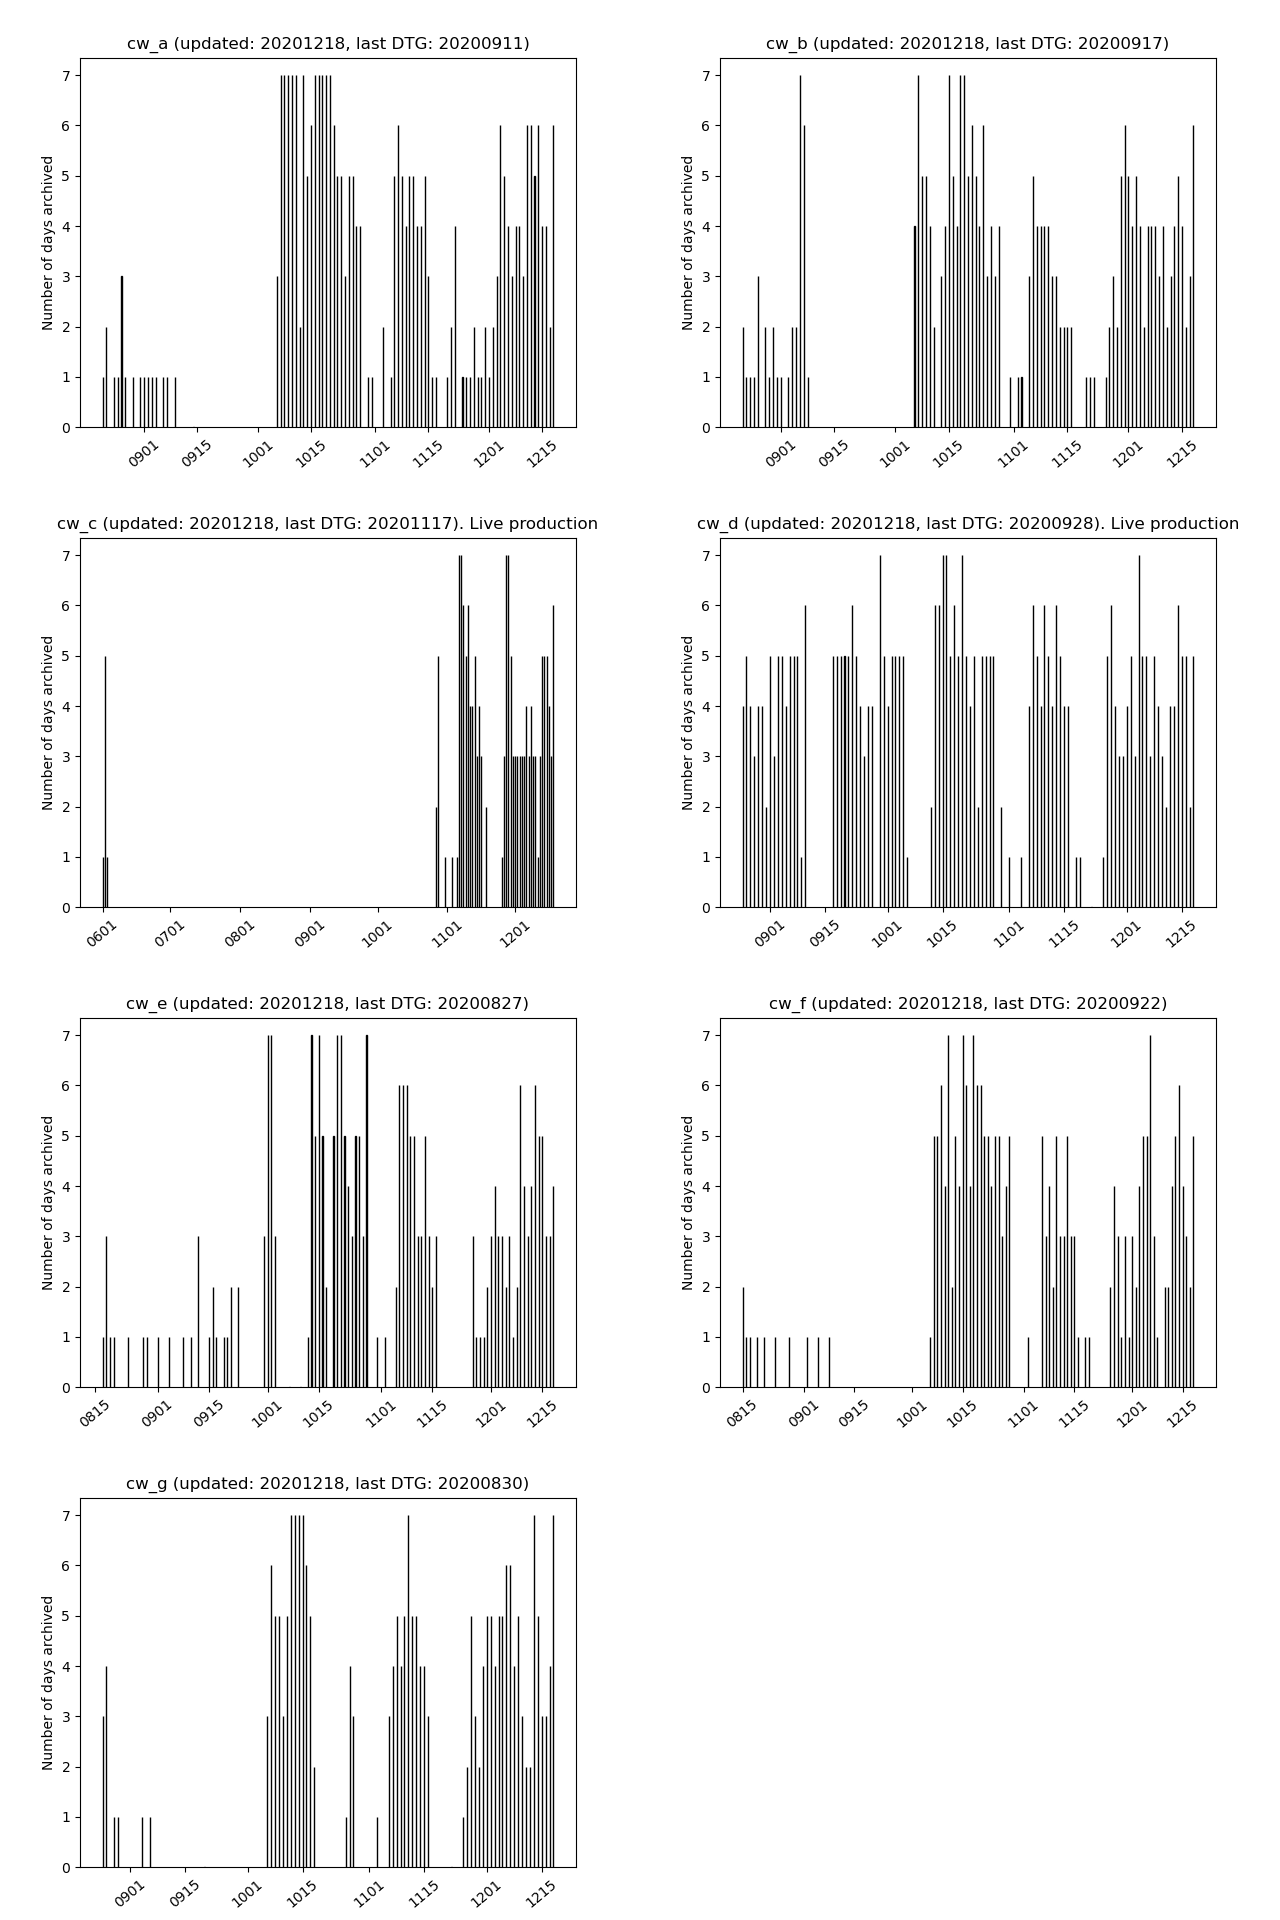 cw_a (updated: 20201218, last DTG: 20200911)
Number of days archived
7
6
5
4
3
2
1
0
0901 0915 1001 1015 1101 1115 1201 1215
cw_b (updated: 20201218, last DTG: 20200917)
Number of days archived
7
6
5
4
3
2
1
0
0901 0915 1001 1015 1101 1115 1201 1215
cw_c (updated: 20201218, last DTG: 20201117). Live production
Number of days archived
7
6
5
4
3
2
1
0
0601 0701 0801 0901 1001 1101 1201
cw_d (updated: 20201218, last DTG: 20200928). Live production
Number of days archived
7
6
5
4
3
2
1
0
0901 0915 1001 1015 1101 1115 1201 1215
cw_e (updated: 20201218, last DTG: 20200827)
Number of days archived
7
6
5
4
3
2
1
0
0815 0901 0915 1001 1015 1101 1115 1201 1215
cw_f (updated: 20201218, last DTG: 20200922)
Number of days archived
7
6
5
4
3
2
1
0
0815 0901 0915 1001 1015 1101 1115 1201 1215
cw_g (updated: 20201218, last DTG: 20200830)
Number of days archived
7
6
5
4
3
2
1
0
0901 0915 1001 1015 1101 1115 1201 1215